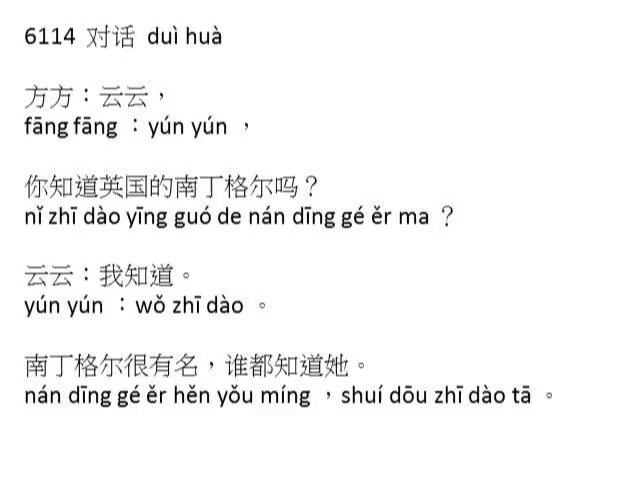 6114 对话 duì huà
方方：云云，
fāng fāng ：yún yún ，
你知道英国的南丁格尔吗？
nǐ zhī dào yīng guó de nán dīng gé ěr ma ？
云云：我知道。
yún yún ：wǒ zhī dào 。
南丁格尔很有名，谁都知道她。
nán dīng gé ěr hěn yǒu míng ，shuí dōu zhī dào tā 。